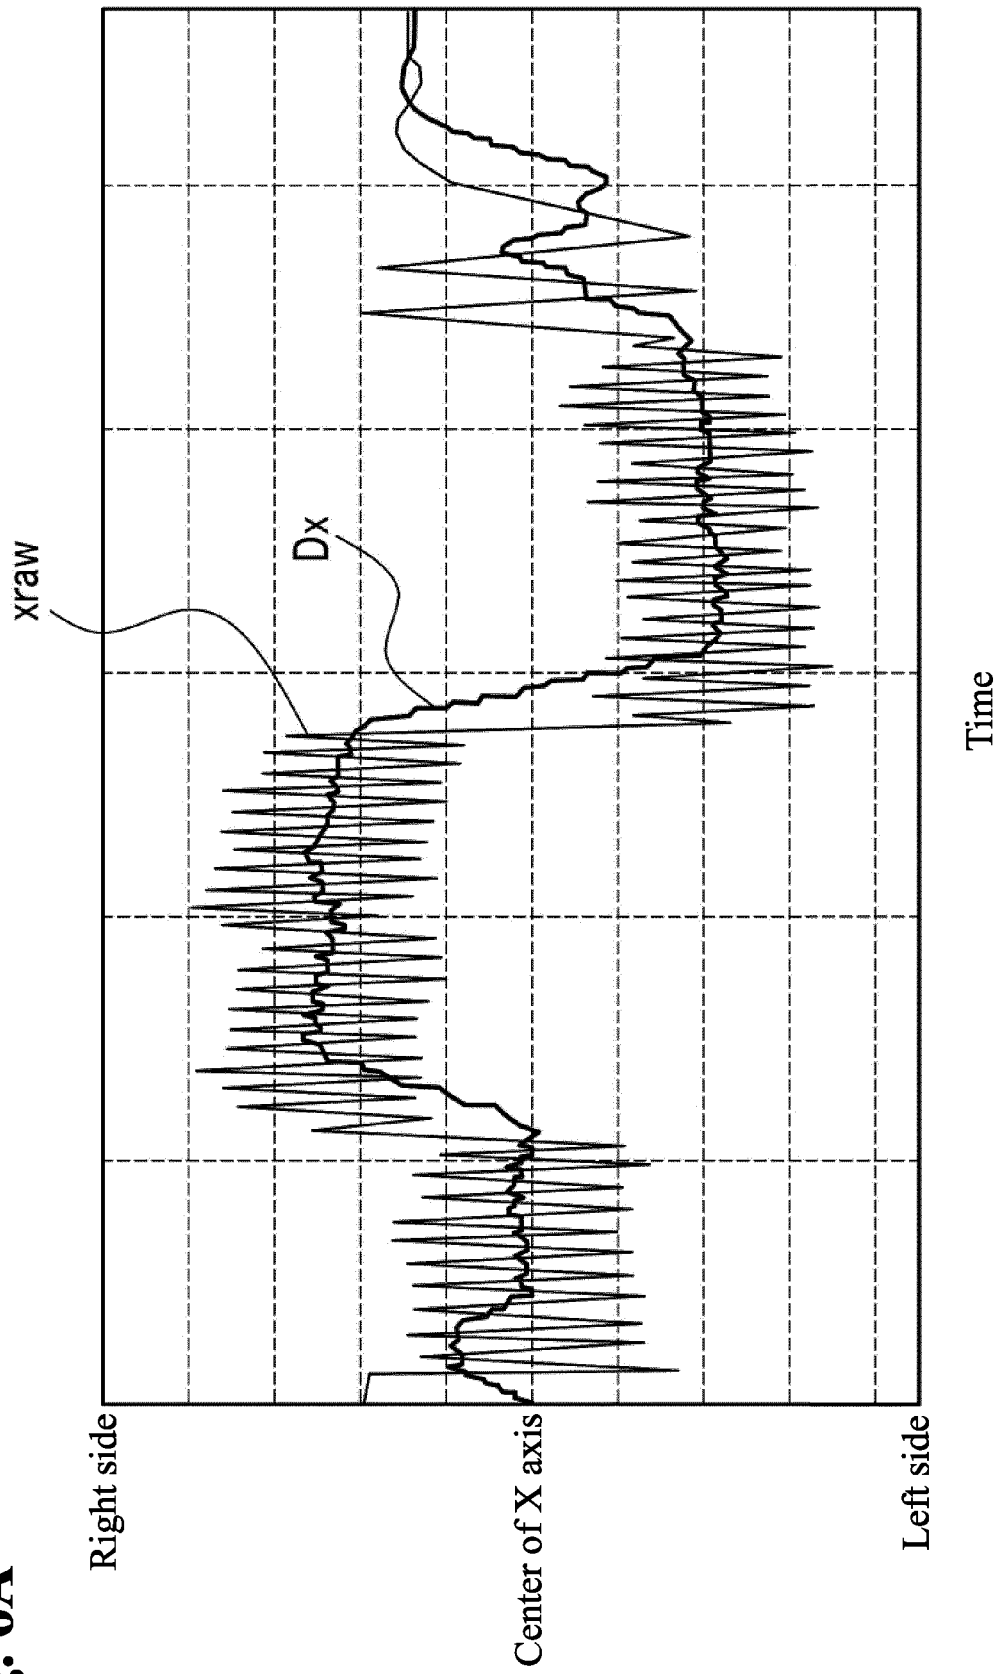 xraw
Dx
Right side
Center of X axis
Left side
Time